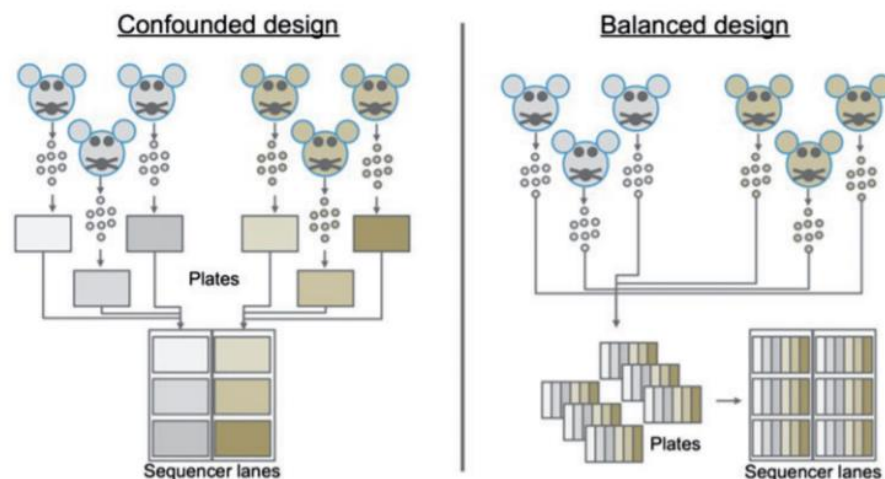 Confounded design
Plates
Sequencer lanes
Balanced design
Plates
Sequencer lanes